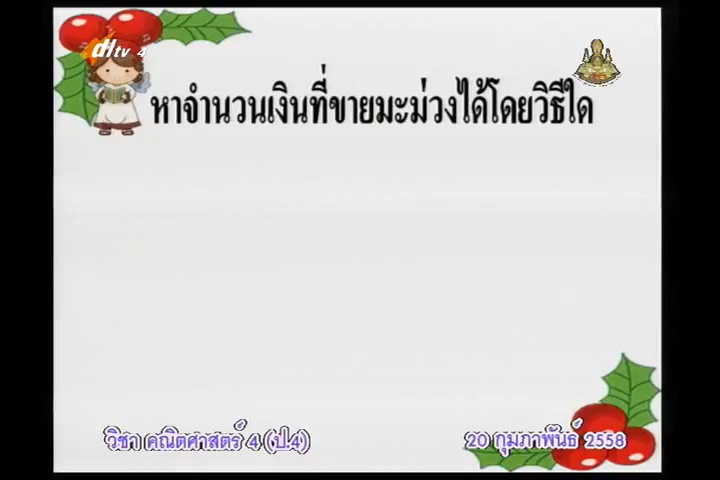 dltv 4
หาจำนวนเงินที่ขายมะม่วงได้โดยวิธีใด
วิชา คณิตศาสตร์ 4 (ป.4)
20 กุมภาพันธ์ 2558